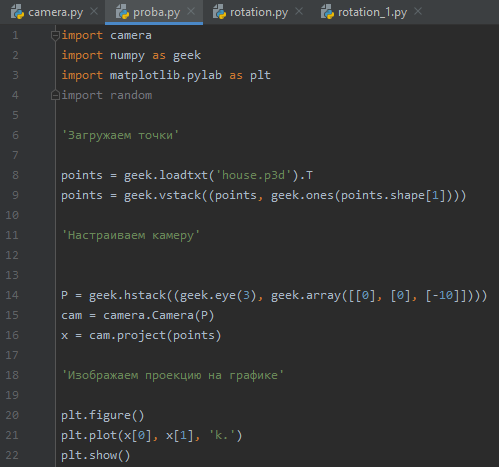 camera.py proba.py rotation.py rotation_1.py
1 import camera
2 import numpy as geek
3 import matplotlib.pylab as plt
4 import random
5
6 'Загружаем точки'
7
8 points = geek.loadtxt('house.p3d').T
9 points = geek.vstack((points, geek.ones(points.shape[1])))
10
11 'Настраиваем камеру'
12
13
14 P = geek.hstack((geek.eye(3), geek.array([[0], [0], [-10]])))
15 cam = camera.Camera(P)
16 x = cam.project(points)
17
18 'Изображаем проекцию на графике'
19
20 plt.figure()
21 plt.plot(x[0], x[1], 'k.')
22 plt.show()